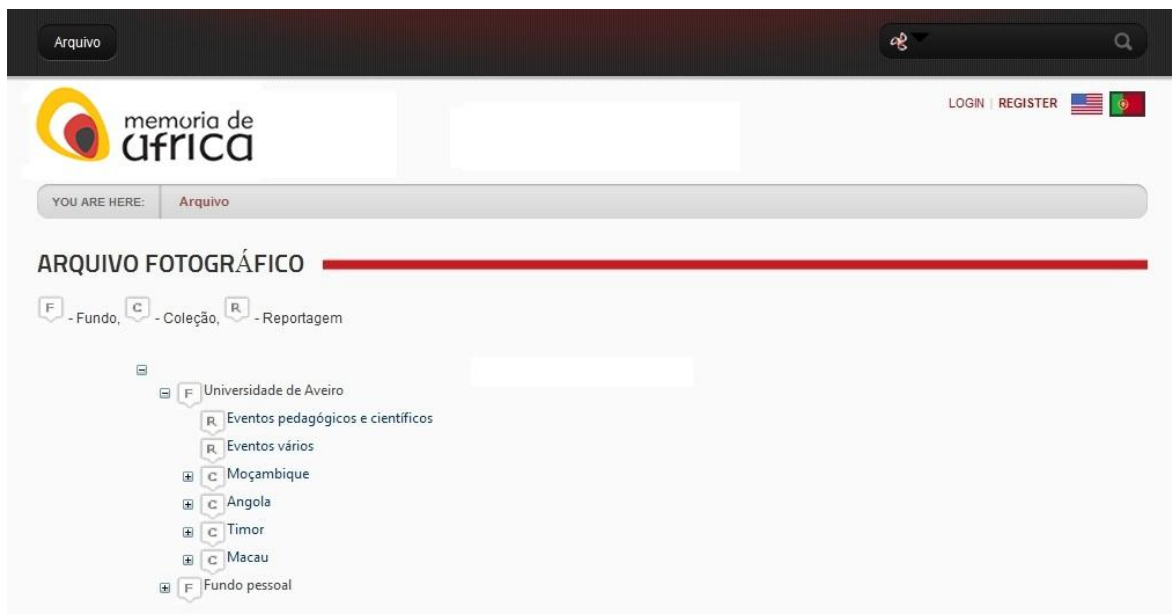 Arquivo
memoria de
africa
LOGIN | REGISTER
YOU ARE HERE: Arquivo
ARQUIVO FOTOGRÁFICO
F - Fundo, C - Coleção, R - Reportagem
F Universidade de Aveiro
R Eventos pedagógicos e científicos
R Eventos vários
C Moçambique
C Angola
C Timor
C Macau
F Fundo pessoal